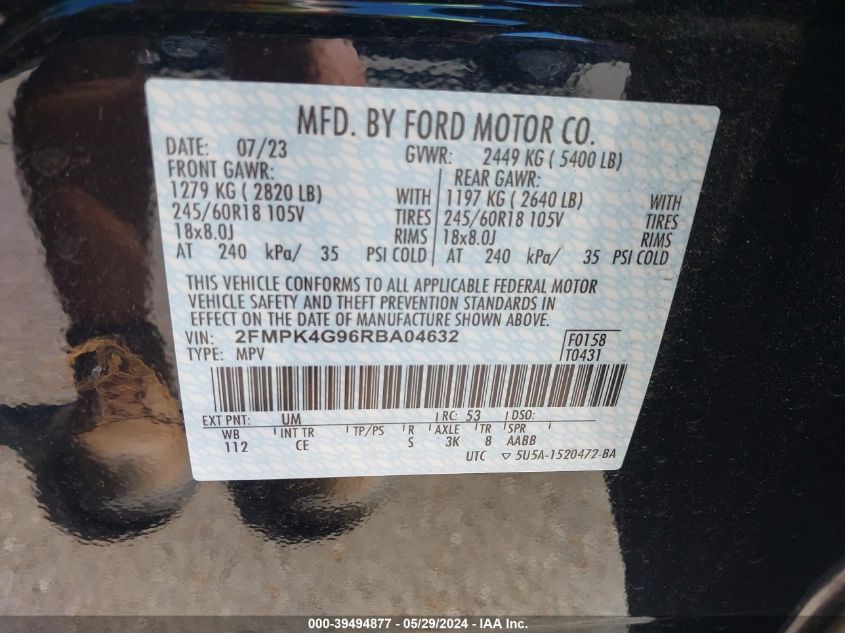 MFD. BY FORD MOTOR CO.
DATE: 07/23 GVWR: 2449 KG ( 5400 LB)
FRONT GAWR: REAR GAWR:
1279 KG ( 2820 LB) WITH 1197 KG ( 2640 LB) WITH
245/60R18 105V TIRES 245/60R18 105V TIRES
18x8.0J RIMS 18x8.0J RIMS
AT 240 kPa/ 35 PSI COLD AT 240 kPa/ 35 PSI COLD
THIS VEHICLE CONFORMS TO ALL APPLICABLE FEDERAL MOTOR
VEHICLE SAFETY AND THEFT PREVENTION STANDARDS IN
EFFECT ON THE DATE OF MANUFACTURE SHOWN ABOVE.
VIN: 2FMPK4G96RBA04632 F0158
TYPE: MPV T0431
EXT PNT: UM RC: 53 DSO:
WB INT TR TP/PS R AXLE TR SPR
112 CE S 3K 8 AABB
UTC ▽ 5U5A-1520472-BA
000-39494877 - 05/29/2024 - IAA Inc.